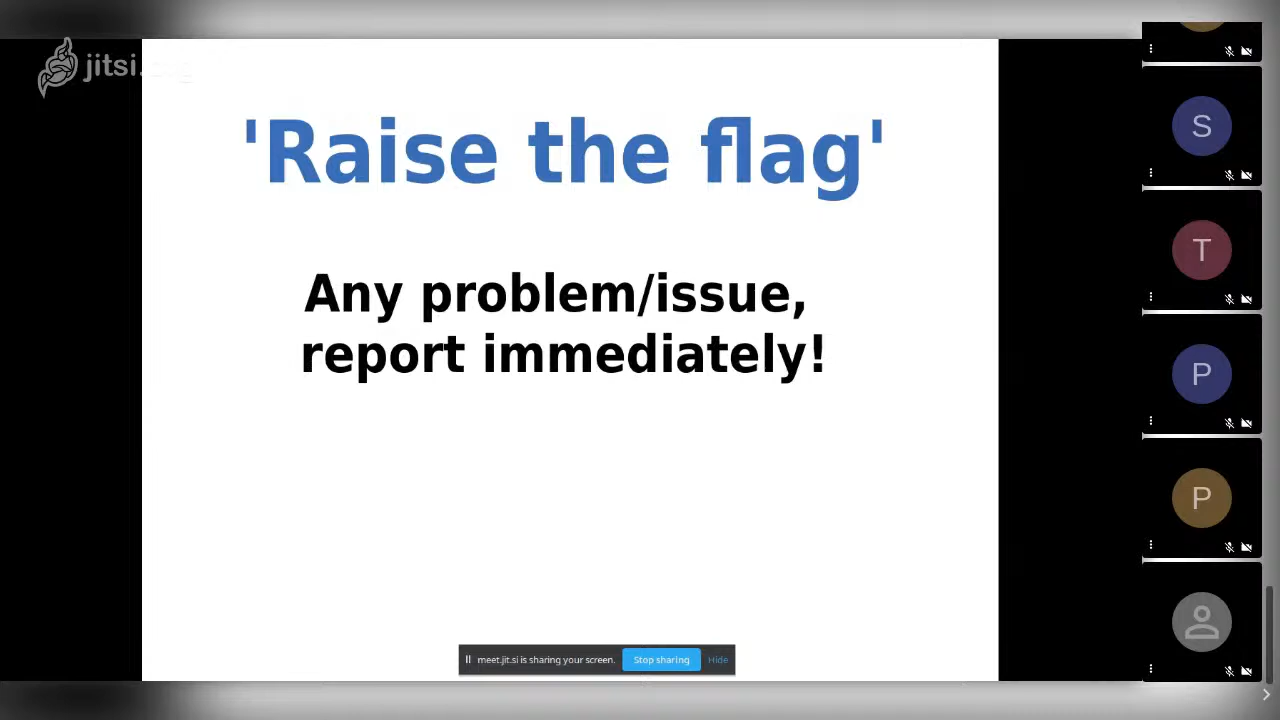 jitsi
'Raise the flag'
Any problem/issue,
report immediately!
S
T
P
P
meet.jit.si is sharing your screen. Stop sharing Hide